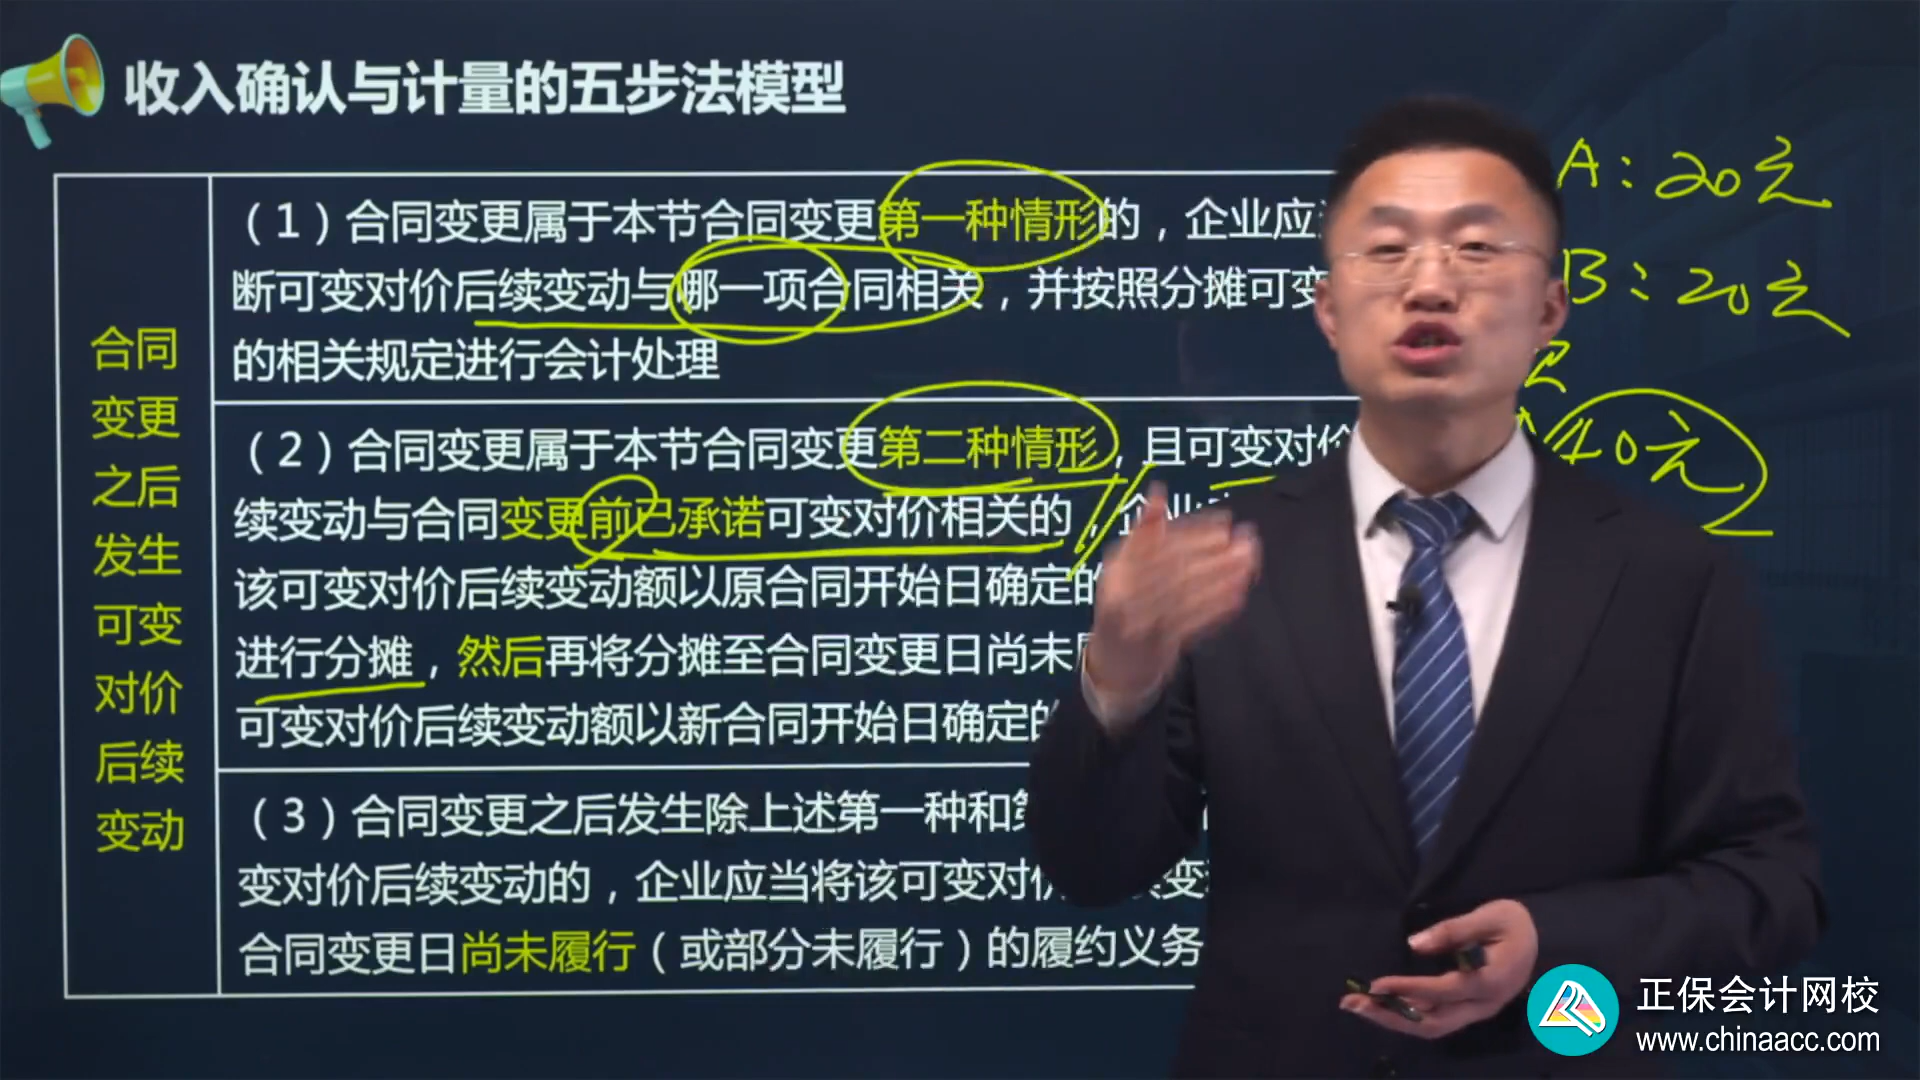 收入确认与计量的五步法模型
合同
变更
之后
发生
可变
对价
后续
变动
（1）合同变更属于本节合同变更第一种情形的，企业应
断可变对价后续变动与哪一项合同相关，并按照分摊可变
的相关规定进行会计处理
（2）合同变更属于本节合同变更第二种情形，且可变对价
续变动与合同变更前已承诺可变对价相关的，企业
该可变对价后续变动额以原合同开始日确定的
进行分摊，然后再将分摊至合同变更日尚未
可变对价后续变动额以新合同开始日确定的
（3）合同变更之后发生除上述第一种和第
变对价后续变动的，企业应当将该可变对价 续变
合同变更日尚未履行（或部分未履行）的履约义务
A：20元
B：20元
10元
正保会计网校
www.chinaacc.com